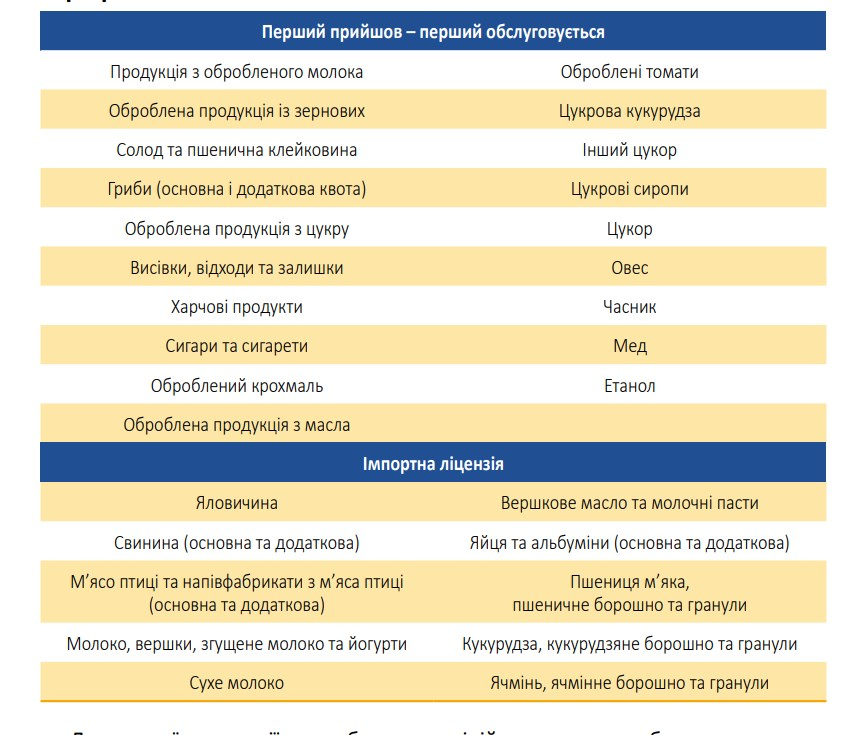 Перший прийшов – перший обслуговується
Продукція з обробленого молока
Оброблені томати
Оброблена продукція із зернових
Цукрова кукурудза
Солод та пшенична клейковина
Інший цукор
Гриби (основна і додаткова квота)
Цукрові сиропи
Оброблена продукція з цукру
Цукор
Висівки, відходи та залишки
Овес
Харчові продукти
Часник
Сигари та сигарети
Мед
Оброблений крохмаль
Етанол
Оброблена продукція з масла
Імпортна ліцензія
Яловичина
Вершкове масло та молочні пасти
Свинина (основна та додаткова)
Яйця та альбуміни (основна та додаткова)
М’ясо птиці та напівфабрикати з м’яса птиці
(основна та додаткова)
Пшениця м’яка,
пшеничне борошно та гранули
Молоко, вершки, згущене молоко та йогурти
Кукурудза, кукурудзяне борошно та гранули
Сухе молоко
Ячмінь, ячмінне борошно та гранули